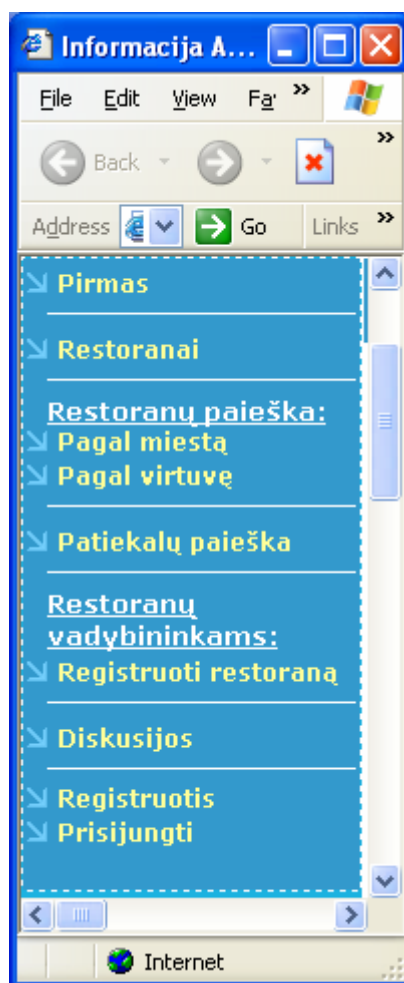 Informacija A...
File Edit View Fa »
Back »
Address Go Links »
Pirmas
Restoranai
Restoranų paieška:
Pagal miestą
Pagal virtuvę
Patiekalų paieška
Restoranų
vadybininkams:
Registruoti restoraną
Diskusijos
Registruotis
Prisijungti
Internet